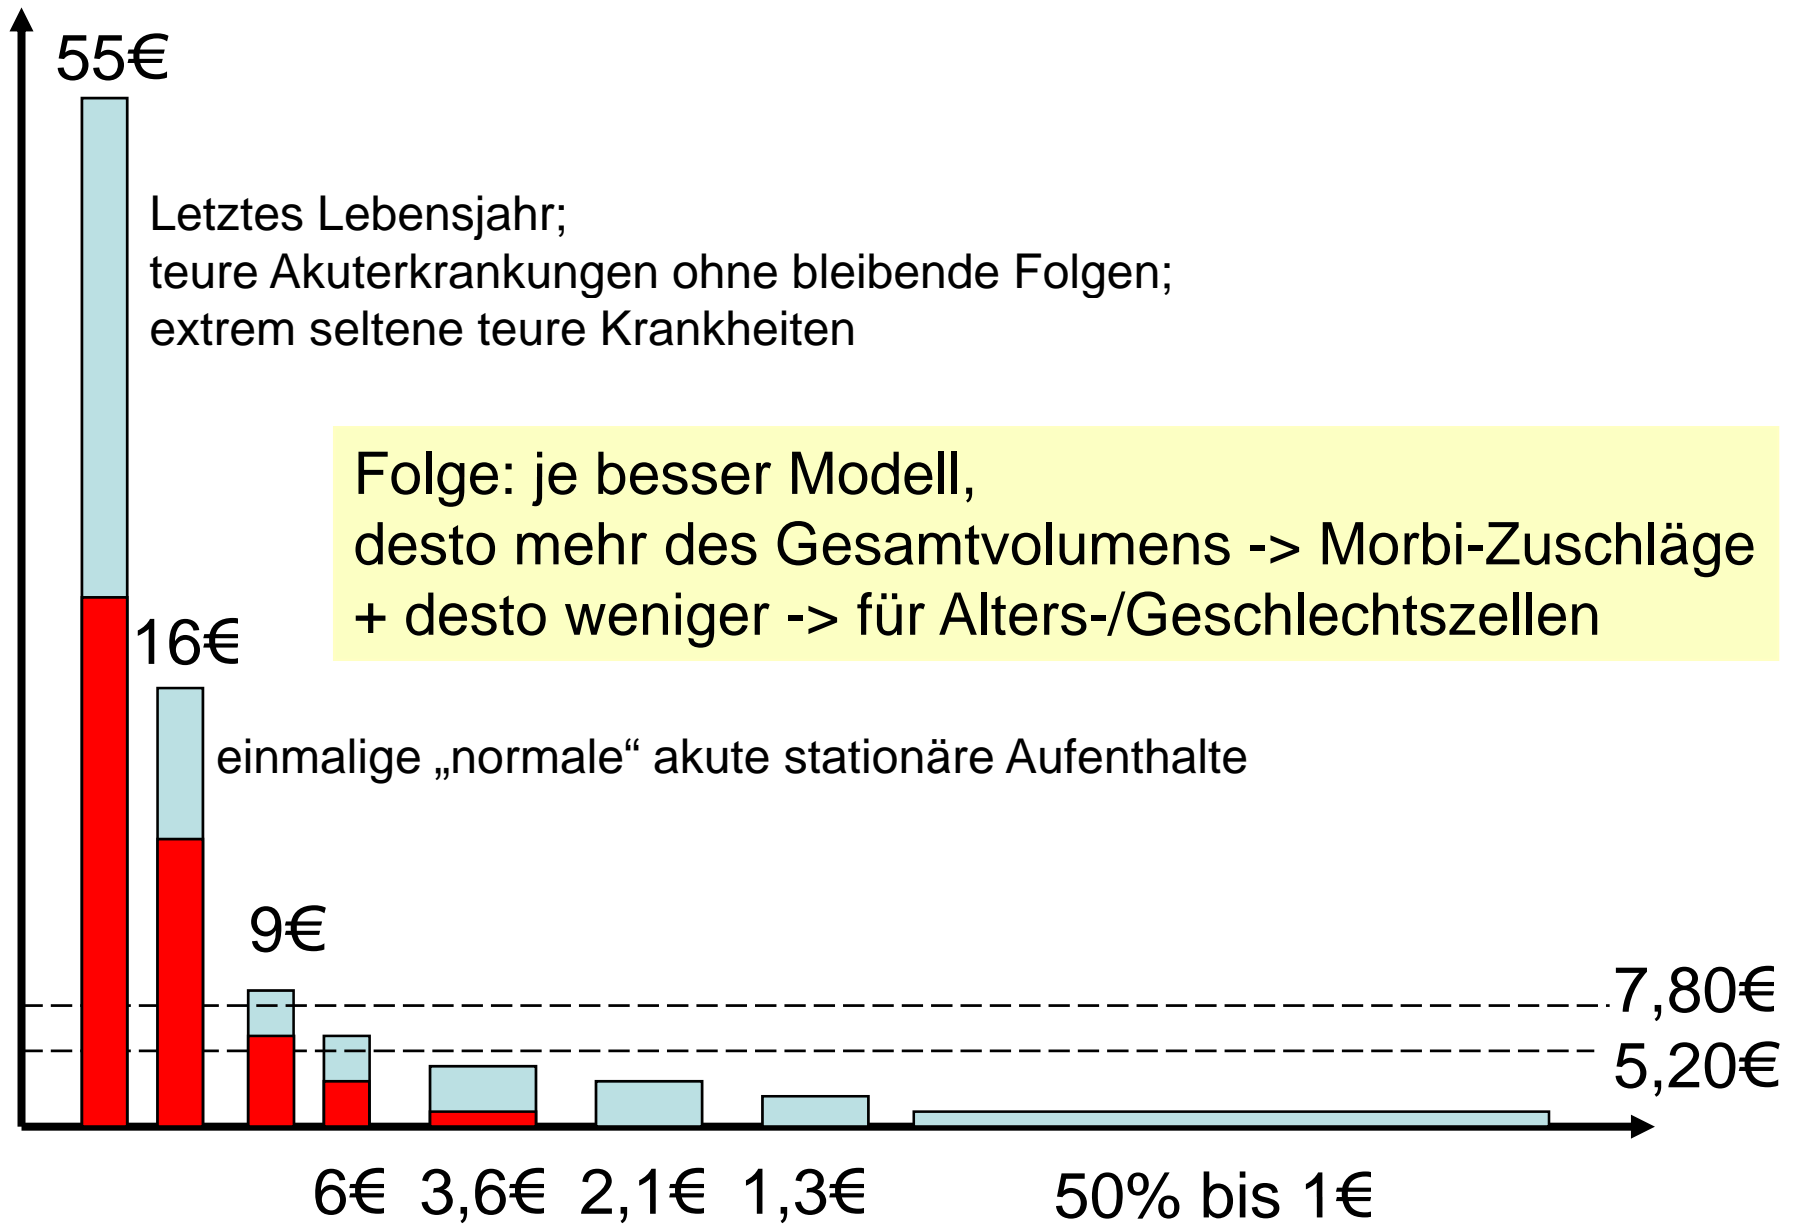 55€
Letztes Lebensjahr;
teure Akuterkrankungen ohne bleibende Folgen;
extrem seltene teure Krankheiten
Folge: je besser Modell,
desto mehr des Gesamtvolumens -> Morbi-Zuschläge
+ desto weniger -> für Alters-/Geschlechtszellen
16€
einmalige „normale“ akute stationäre Aufenthalte
9€
7,80€
5,20€
6€ 3,6€ 2,1€ 1,3€ 50% bis 1€